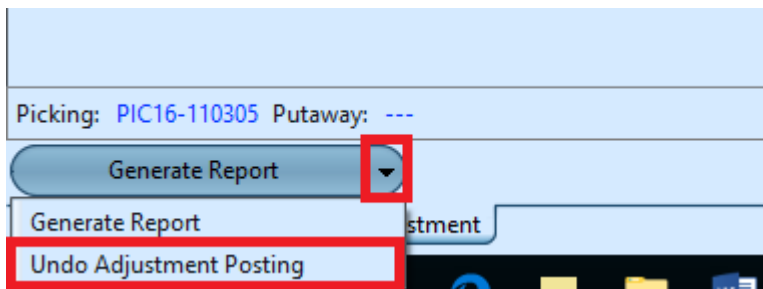 Picking: PIC16-110305 Putaway: ---
Generate Report
Generate Report
stment
Undo Adjustment Posting